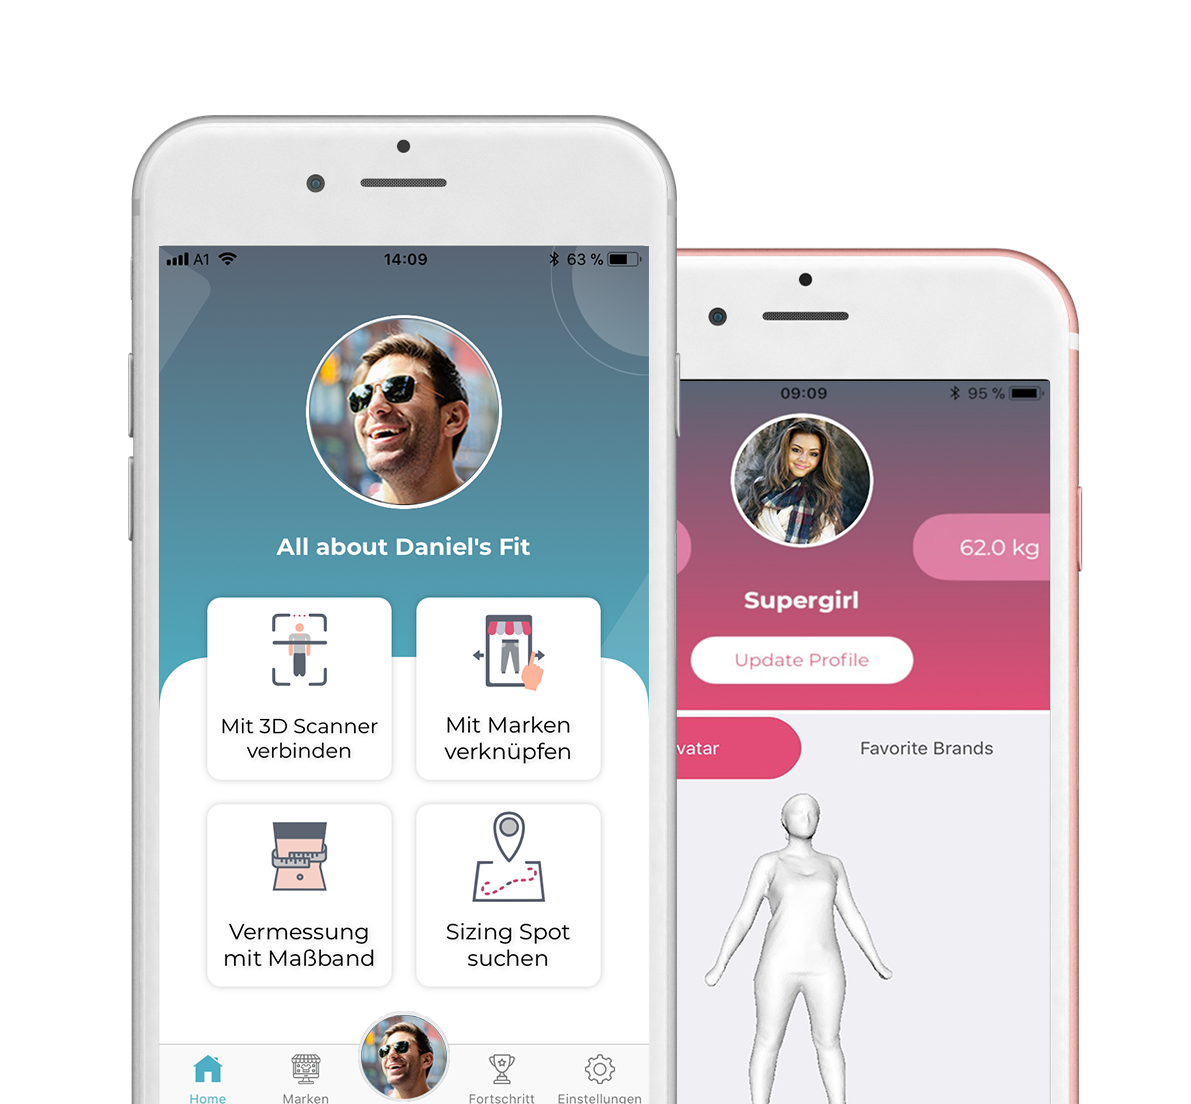 A1
14:09
63 %
All about Daniel's Fit
Mit 3D Scanner
verbinden
Mit Marken
verknüpfen
Vermessung
mit Maßband
Sizing Spot
suchen
Home
Marken
Fortschritt
Einstellungen
09:09
95 %
62.0 kg
Supergirl
Update Profile
vatar
Favorite Brands